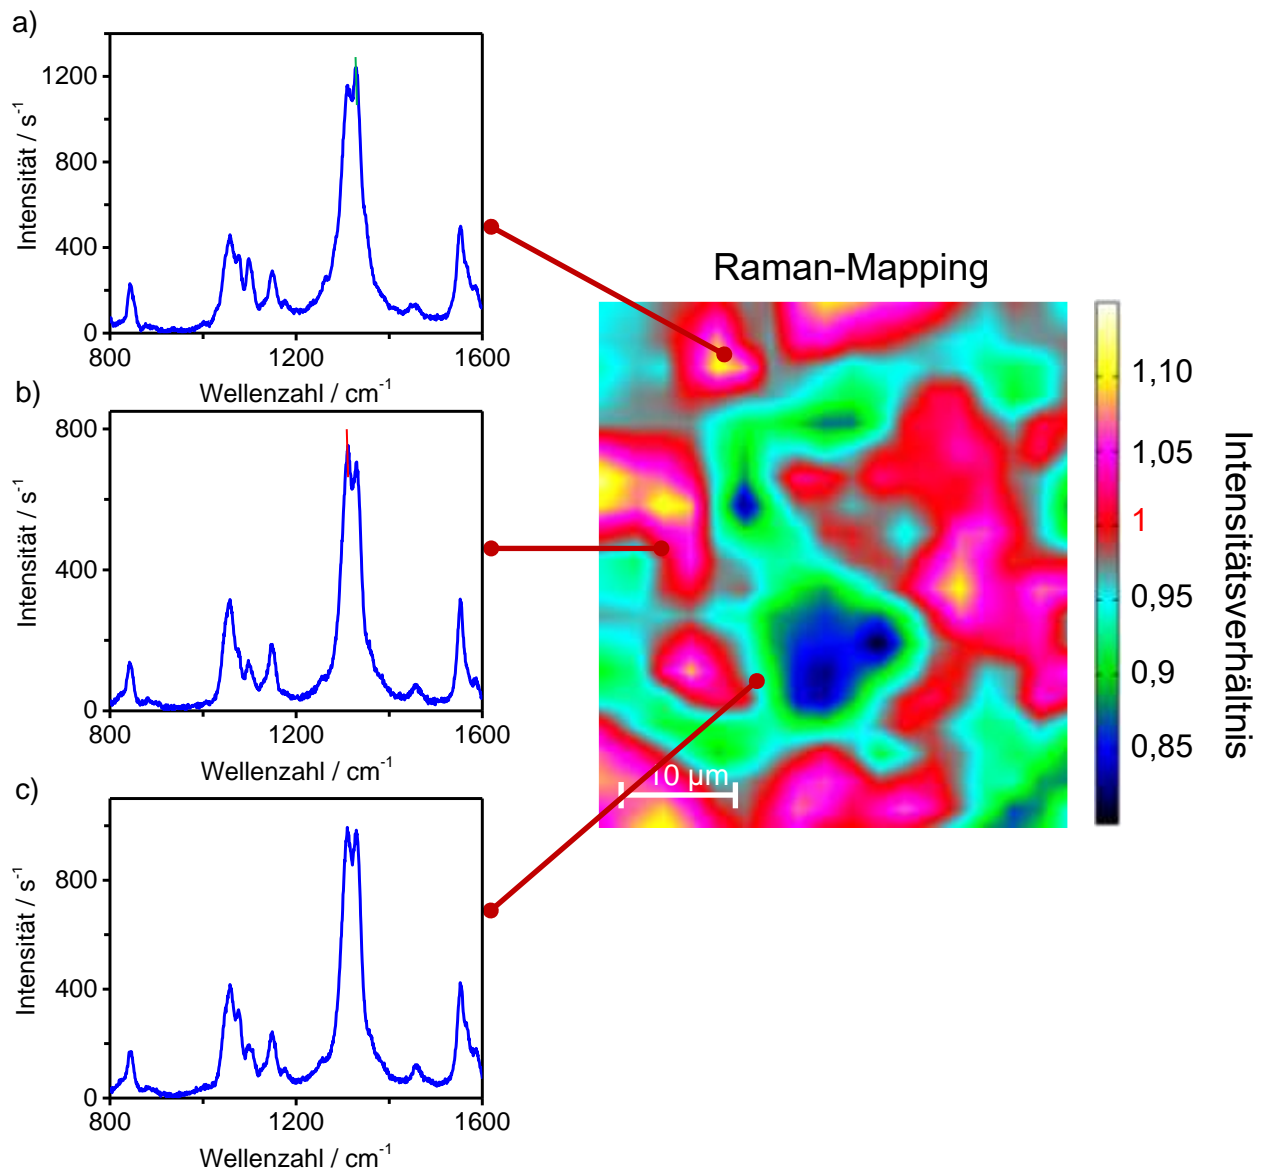 a)
1200
800
400
0
Intensität / s-1
800 1200 1600
Wellenzahl / cm-1
b)
800
400
0
Intensität / s-1
800 1200 1600
Wellenzahl / cm-1
c)
800
400
0
Intensität / s-1
800 1200 1600
Wellenzahl / cm-1
Raman-Mapping
10 µm
1,10
1,05
1
0,95
0,9
0,85
Intensitätsverhältnis